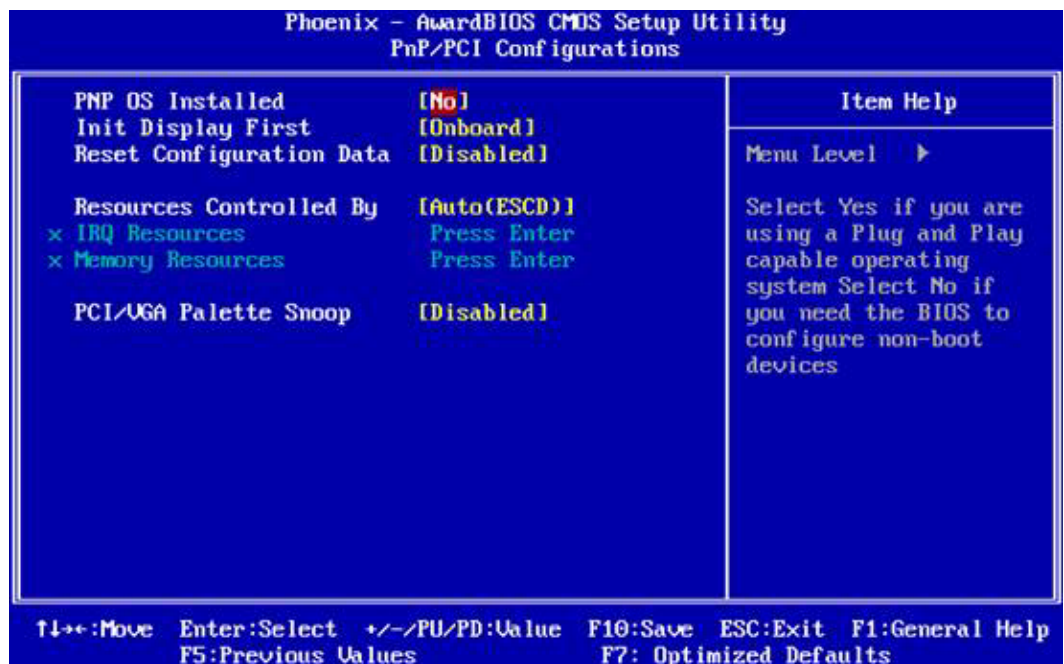 Phoenix - AwardBIOS CMOS Setup Utility
PnP/PCI Configurations
PNP OS Installed [No]
Init Display First [Onboard]
Reset Configuration Data [Disabled]
Resources Controlled By [Auto(ESCD)]
x IRQ Resources Press Enter
x Memory Resources Press Enter
PCI/VGA Palette Snoop [Disabled]
Item Help
Menu Level ▶
Select Yes if you are
using a Plug and Play
capable operating
system Select No if
you need the BIOS to
configure non-boot
devices
↑↓→←:Move Enter:Select +/-/PU/PD:Value F10:Save ESC:Exit F1:General Help
F5:Previous Values F7: Optimized Defaults